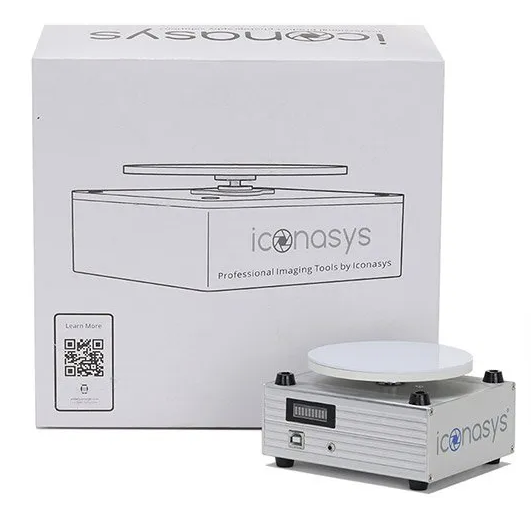 iconasys
iconasys
Professional Imaging Tools by Iconasys
Learn More
iconasys®